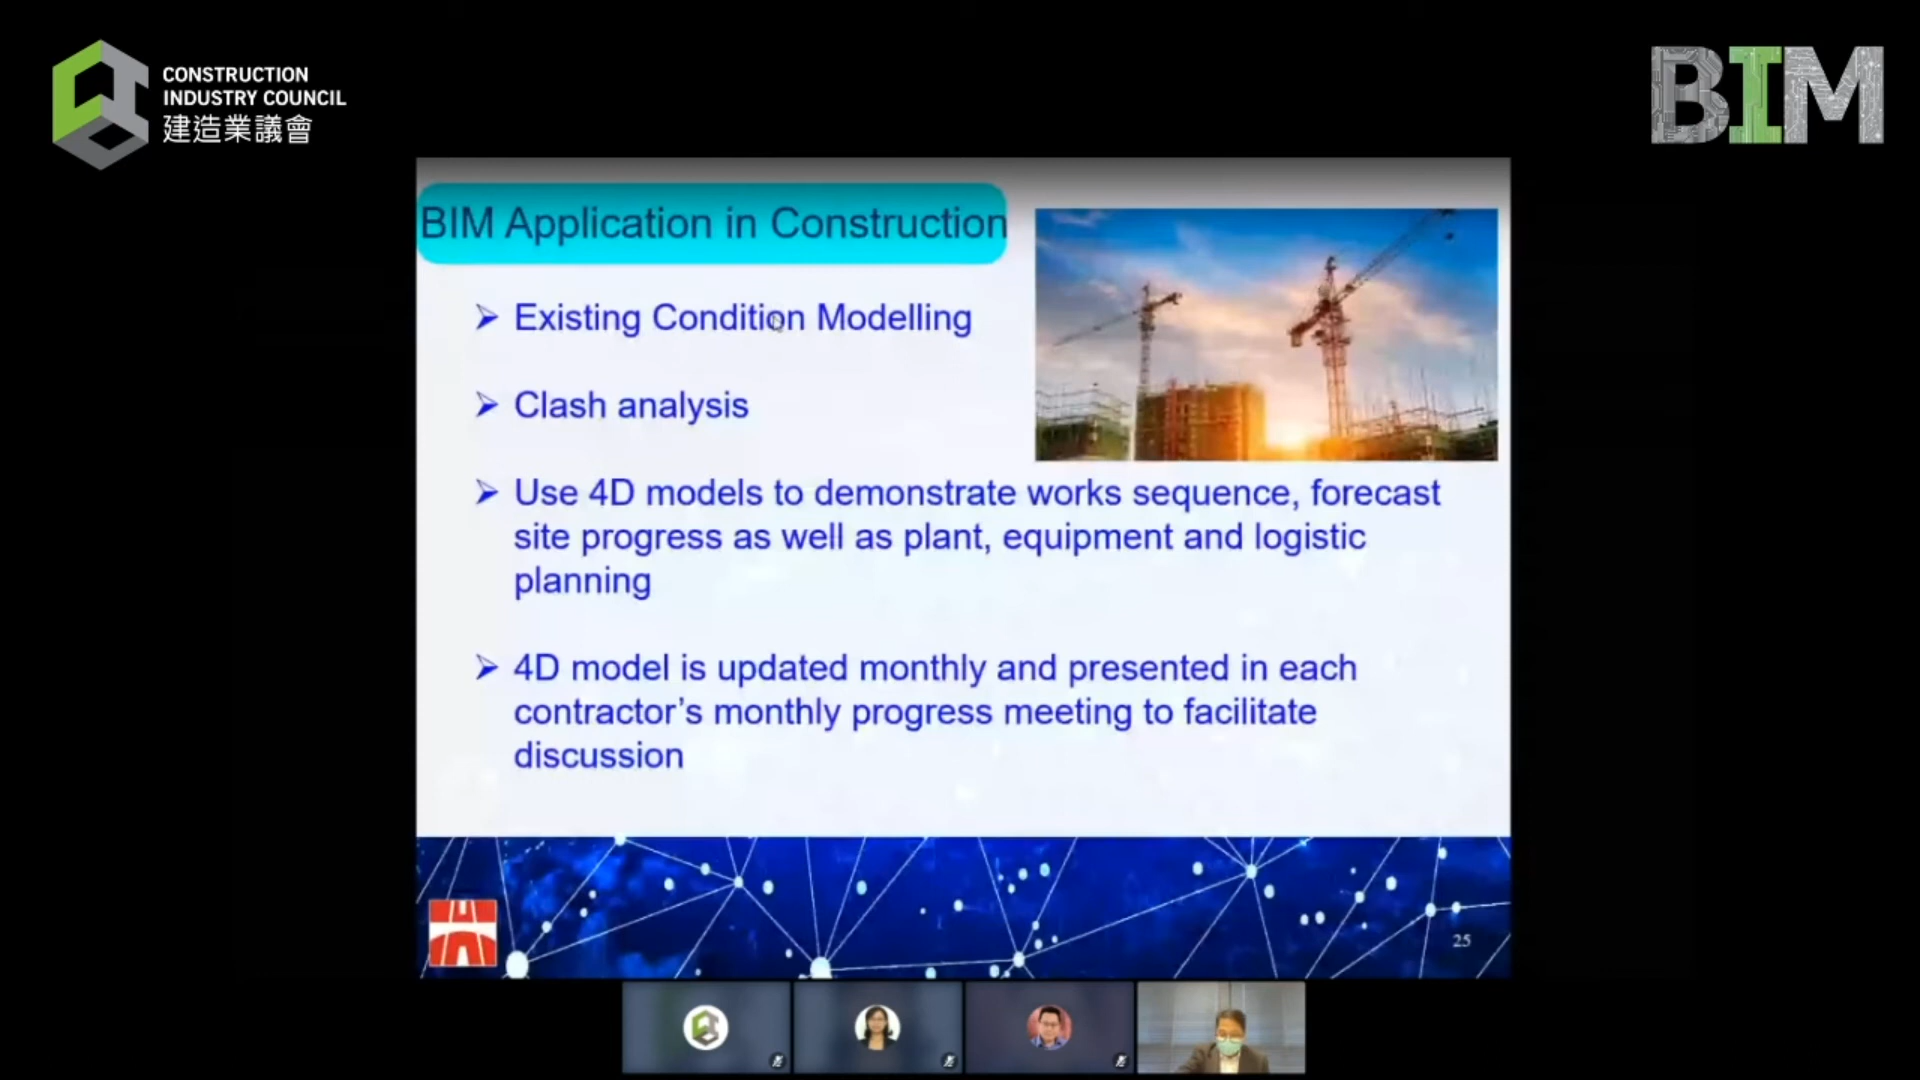 CONSTRUCTION
INDUSTRY COUNCIL
建造業議會
BIM
BIM Application in Construction
➢ Existing Condition Modelling
➢ Clash analysis
➢ Use 4D models to demonstrate works sequence, forecast
site progress as well as plant, equipment and logistic
planning
➢ 4D model is updated monthly and presented in each
contractor’s monthly progress meeting to facilitate
discussion
25